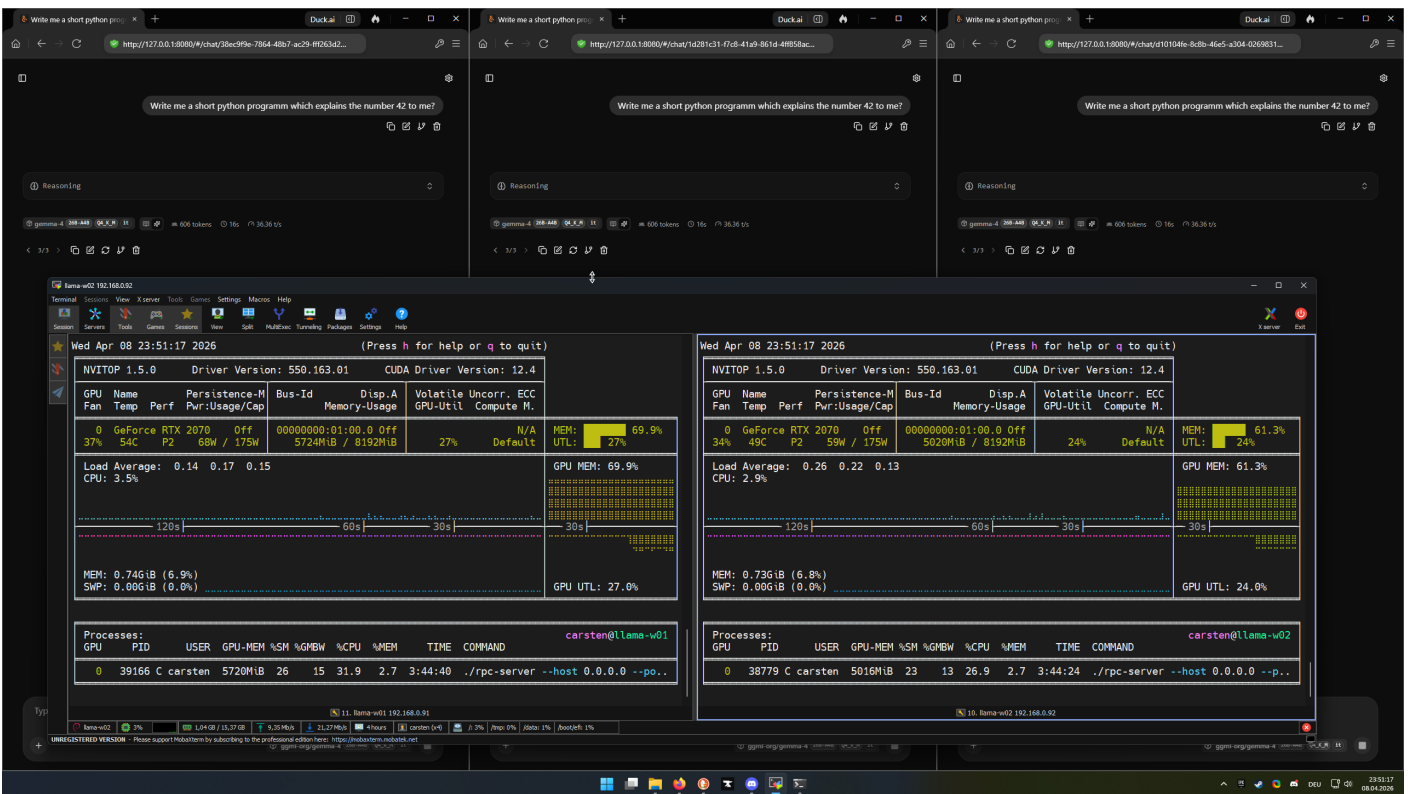 Write me a short python prog
Duck.ai
Write me a short python prog
Duck.ai
Write me a short python prog
Duck.ai
http://127.0.0.1:8080/#/chat/38ec9f9e-7864-48b7-ac29-fff263d2...
http://127.0.0.1:8080/#/chat/1d281c31-f7c8-41a9-861d-4ff858ac...
http://127.0.0.1:8080/#/chat/d10104fe-8c8b-46e5-a304-0269831...
Write me a short python programm which explains the number 42 to me?
Write me a short python programm which explains the number 42 to me?
Write me a short python programm which explains the number 42 to me?
Reasoning
Reasoning
Reasoning
gemma-4 26B-A4B Q4_K_M it 606 tokens 16s 36.36 t/s
gemma-4 26B-A4B Q4_K_M it 606 tokens 16s 36.36 t/s
gemma-4 26B-A4B Q4_K_M it 606 tokens 16s 36.36 t/s
< 3/3 >
< 3/3 >
< 3/3 >
llama-w02 192.168.0.92
Terminal Sessions View X server Tools Games Settings Macros Help
Session Servers Tools Games Sessions View Split MultiExec Tunneling Packages Settings Help
X server Exit
Wed Apr 08 23:51:17 2026 (Press h for help or q to quit)
NVITOP 1.5.0 Driver Version: 550.163.01 CUDA Driver Version: 12.4
GPU Name Persistence-M Bus-Id Disp.A Volatile Uncorr. ECC
Fan Temp Perf Pwr:Usage/Cap Memory-Usage GPU-Util Compute M.
0 GeForce RTX 2070 Off 00000000:01:00.0 Off N/A MEM: 69.9%
37% 54C P2 68W / 175W 5724MiB / 8192MiB 27% Default UTL: 27%
Load Average: 0.14 0.17 0.15 GPU MEM: 69.9%
CPU: 3.5%
120s 60s 30s 30s
MEM: 0.74GiB (6.9%)
SWP: 0.00GiB (0.0%) GPU UTL: 27.0%
Processes: carsten@llama-w01
GPU PID USER GPU-MEM %SM %GMBW %CPU %MEM TIME COMMAND
0 39166 C carsten 5720MiB 26 15 31.9 2.7 3:44:40 ./rpc-server --host 0.0.0.0 --po..
11. llama-w01 192.168.0.91
Wed Apr 08 23:51:17 2026 (Press h for help or q to quit)
NVITOP 1.5.0 Driver Version: 550.163.01 CUDA Driver Version: 12.4
GPU Name Persistence-M Bus-Id Disp.A Volatile Uncorr. ECC
Fan Temp Perf Pwr:Usage/Cap Memory-Usage GPU-Util Compute M.
0 GeForce RTX 2070 Off 00000000:01:00.0 Off N/A MEM: 61.3%
34% 49C P2 59W / 175W 5020MiB / 8192MiB 24% Default UTL: 24%
Load Average: 0.26 0.22 0.13 GPU MEM: 61.3%
CPU: 2.9%
120s 60s 30s 30s
MEM: 0.73GiB (6.8%)
SWP: 0.00GiB (0.0%) GPU UTL: 24.0%
Processes: carsten@llama-w02
GPU PID USER GPU-MEM %SM %GMBW %CPU %MEM TIME COMMAND
0 38779 C carsten 5016MiB 23 13 26.9 2.7 3:44:24 ./rpc-server --host 0.0.0.0 --p..
10. llama-w02 192.168.0.92
Typ
llama-w02 3% 1,04 GB / 15,37 GB 9,35 Mb/s 21,27 Mb/s 4 hours carsten (x4) /: 3% /tmp: 0% /data: 1% /boot/efi: 1%
UNREGISTERED VERSION - Please support MobaXterm by subscribing to the professional edition here: https://mobaxterm.mobatek.net
ggml-org/gemma-4
ggml-org/gemma-4
ggml-org/gemma-4 Q4_K_M it
DEU 23:51:17
08.04.2026